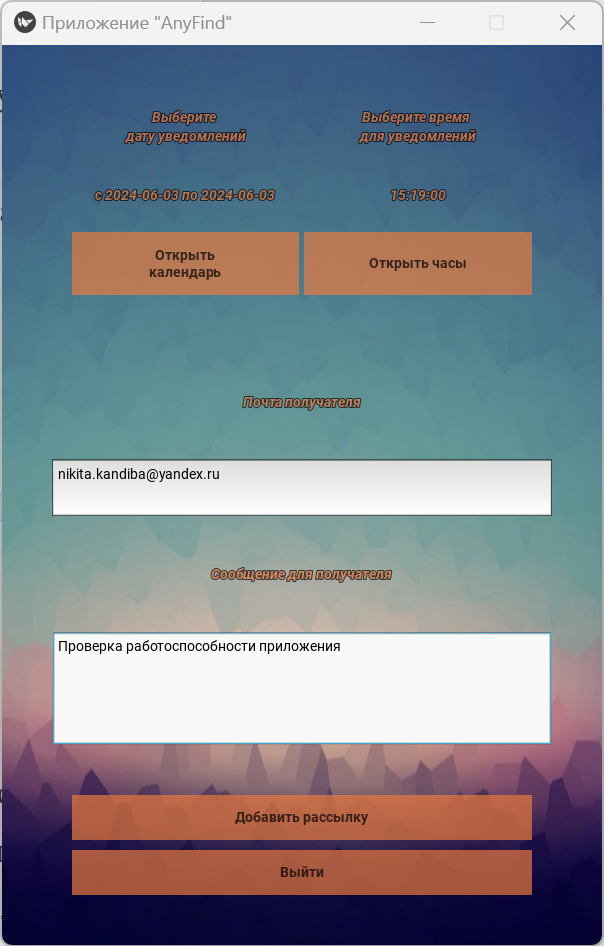 Приложение "AnyFind"
Выберите
дату уведомлений
Выберите время
для уведомлений
с 2024-06-03 по 2024-06-03
15:19:00
Открыть
календарь
Открыть часы
Почта получателя
nikita.kandiba@yandex.ru
Сообщение для получателя
Проверка работоспособности приложения
Добавить рассылку
Выйти